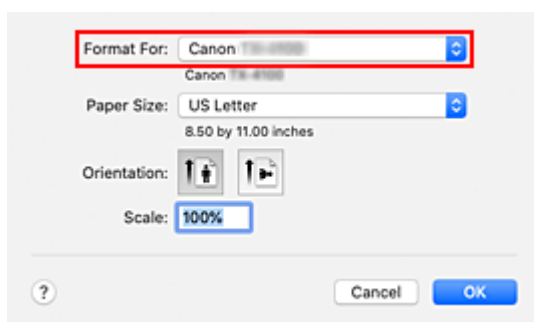 Format For: Canon
Canon
Paper Size: US Letter
8.50 by 11.00 inches
Orientation:
Scale: 100%
? Cancel OK